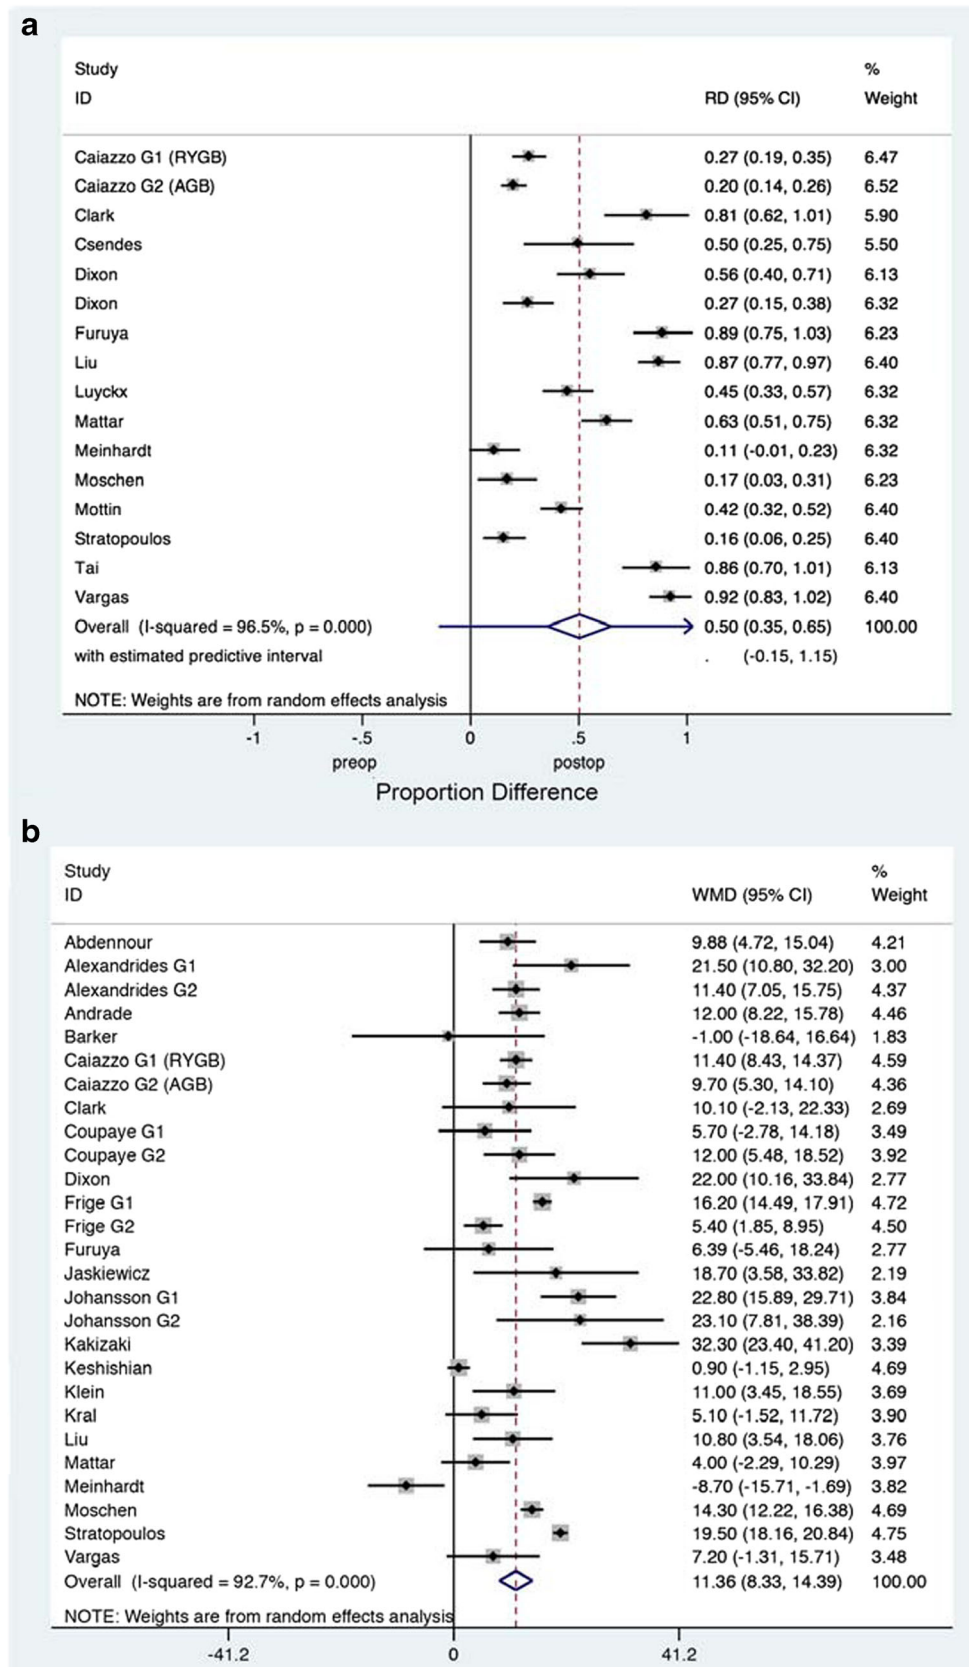 a
Study %
ID RD (95% CI) Weight
Caiazzo G1 (RYGB) 0.27 (0.19, 0.35) 6.47
Caiazzo G2 (AGB) 0.20 (0.14, 0.26) 6.52
Clark 0.81 (0.62, 1.01) 5.90
Csendes 0.50 (0.25, 0.75) 5.50
Dixon 0.56 (0.40, 0.71) 6.13
Dixon 0.27 (0.15, 0.38) 6.32
Furuya 0.89 (0.75, 1.03) 6.23
Liu 0.87 (0.77, 0.97) 6.40
Luyckx 0.45 (0.33, 0.57) 6.32
Mattar 0.63 (0.51, 0.75) 6.32
Meinhardt 0.11 (-0.01, 0.23) 6.32
Moschen 0.17 (0.03, 0.31) 6.23
Mottin 0.42 (0.32, 0.52) 6.40
Stratopoulos 0.16 (0.06, 0.25) 6.40
Tai 0.86 (0.70, 1.01) 6.13
Vargas 0.92 (0.83, 1.02) 6.40
Overall (I-squared = 96.5%, p = 0.000) 0.50 (0.35, 0.65) 100.00
with estimated predictive interval . (-0.15, 1.15)
NOTE: Weights are from random effects analysis
-1 -.5 0 .5 1
preop postop
Proportion Difference
b
Study %
ID WMD (95% CI) Weight
Abdennour 9.88 (4.72, 15.04) 4.21
Alexandrides G1 21.50 (10.80, 32.20) 3.00
Alexandrides G2 11.40 (7.05, 15.75) 4.37
Andrade 12.00 (8.22, 15.78) 4.46
Barker -1.00 (-18.64, 16.64) 1.83
Caiazzo G1 (RYGB) 11.40 (8.43, 14.37) 4.59
Caiazzo G2 (AGB) 9.70 (5.30, 14.10) 4.36
Clark 10.10 (-2.13, 22.33) 2.69
Coupaye G1 5.70 (-2.78, 14.18) 3.49
Coupaye G2 12.00 (5.48, 18.52) 3.92
Dixon 22.00 (10.16, 33.84) 2.77
Frige G1 16.20 (14.49, 17.91) 4.72
Frige G2 5.40 (1.85, 8.95) 4.50
Furuya 6.39 (-5.46, 18.24) 2.77
Jaskiewicz 18.70 (3.58, 33.82) 2.19
Johansson G1 22.80 (15.89, 29.71) 3.84
Johansson G2 23.10 (7.81, 38.39) 2.16
Kakizaki 32.30 (23.40, 41.20) 3.39
Keshishian 0.90 (-1.15, 2.95) 4.69
Klein 11.00 (3.45, 18.55) 3.69
Kral 5.10 (-1.52, 11.72) 3.90
Liu 10.80 (3.54, 18.06) 3.76
Mattar 4.00 (-2.29, 10.29) 3.97
Meinhardt -8.70 (-15.71, -1.69) 3.82
Moschen 14.30 (12.22, 16.38) 4.69
Stratopoulos 19.50 (18.16, 20.84) 4.75
Vargas 7.20 (-1.31, 15.71) 3.48
Overall (I-squared = 92.7%, p = 0.000) 11.36 (8.33, 14.39) 100.00
NOTE: Weights are from random effects analysis
-41.2 0 41.2